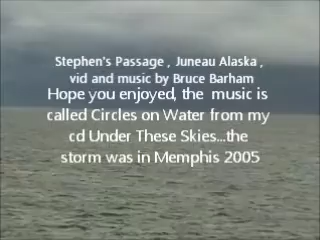 Stephen's Passage , Juneau Alaska ,
vid and music by Bruce Barham
Hope you enjoyed, the  music is
called Circles on Water from my
cd Under These Skies...the
storm was in Memphis 2005